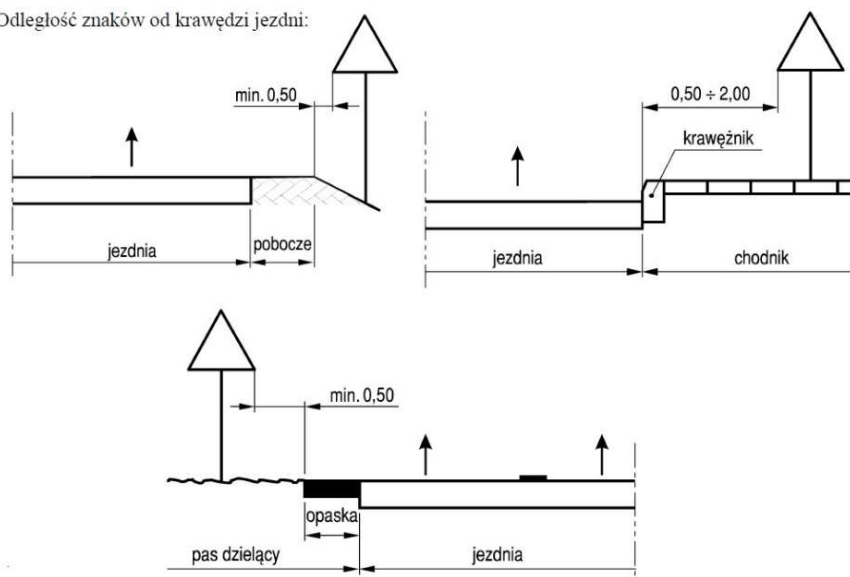 Odległość znaków od krawędzi jezdni:
min. 0,50
jezdnia
pobocze
0,50 ÷ 2,00
krawężnik
jezdnia
chodnik
min. 0,50
opaska
pas dzielący
jezdnia